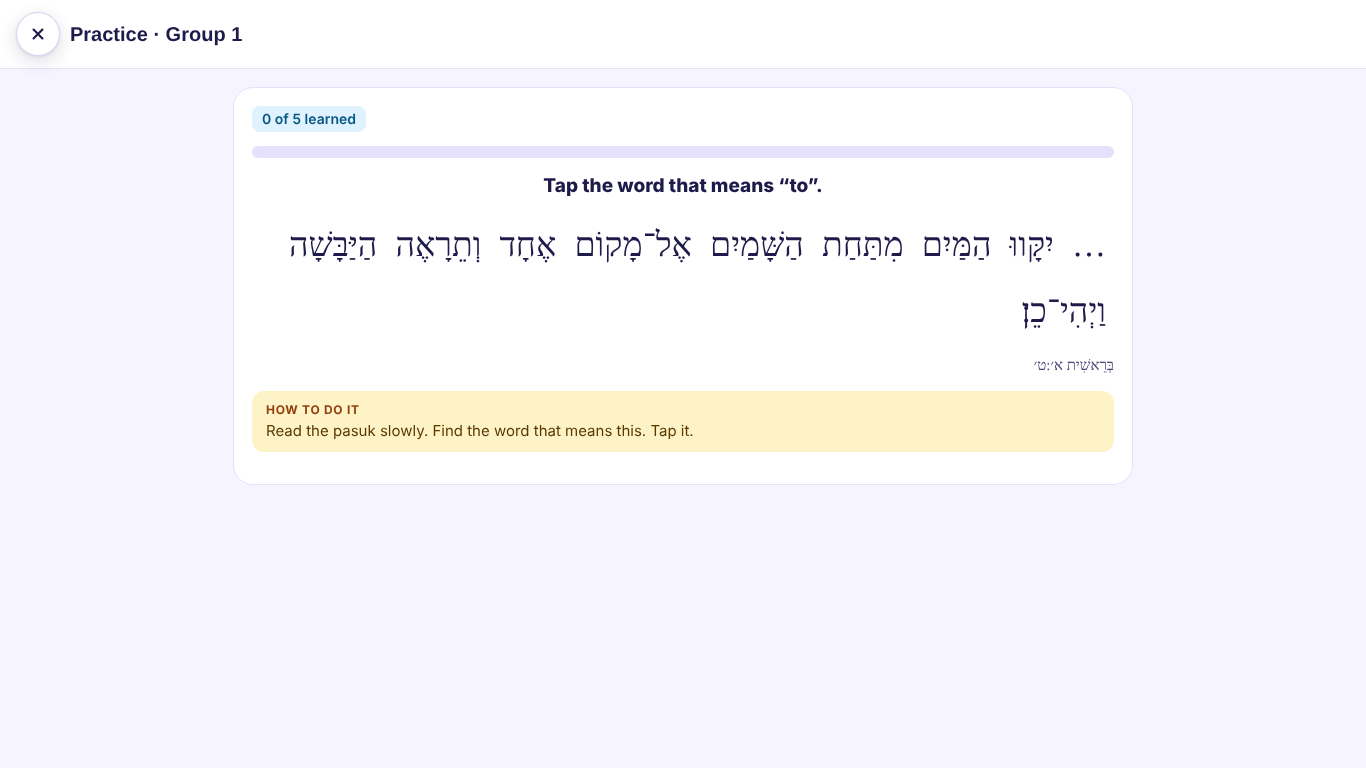 ×
Practice · Group 1
0 of 5 learned
Tap the word that means “to”.
… יִקָּווּ הַמַּיִם מִתַּחַת הַשָּׁמַיִם אֶל־מָקוֹם אֶחָד וְתֵרָאֶה הַיַּבָּשָׁה
וַיְהִי־כֵן
בְּרֵאשִׁית א׳:ט׳
HOW TO DO IT
Read the pasuk slowly. Find the word that means this. Tap it.